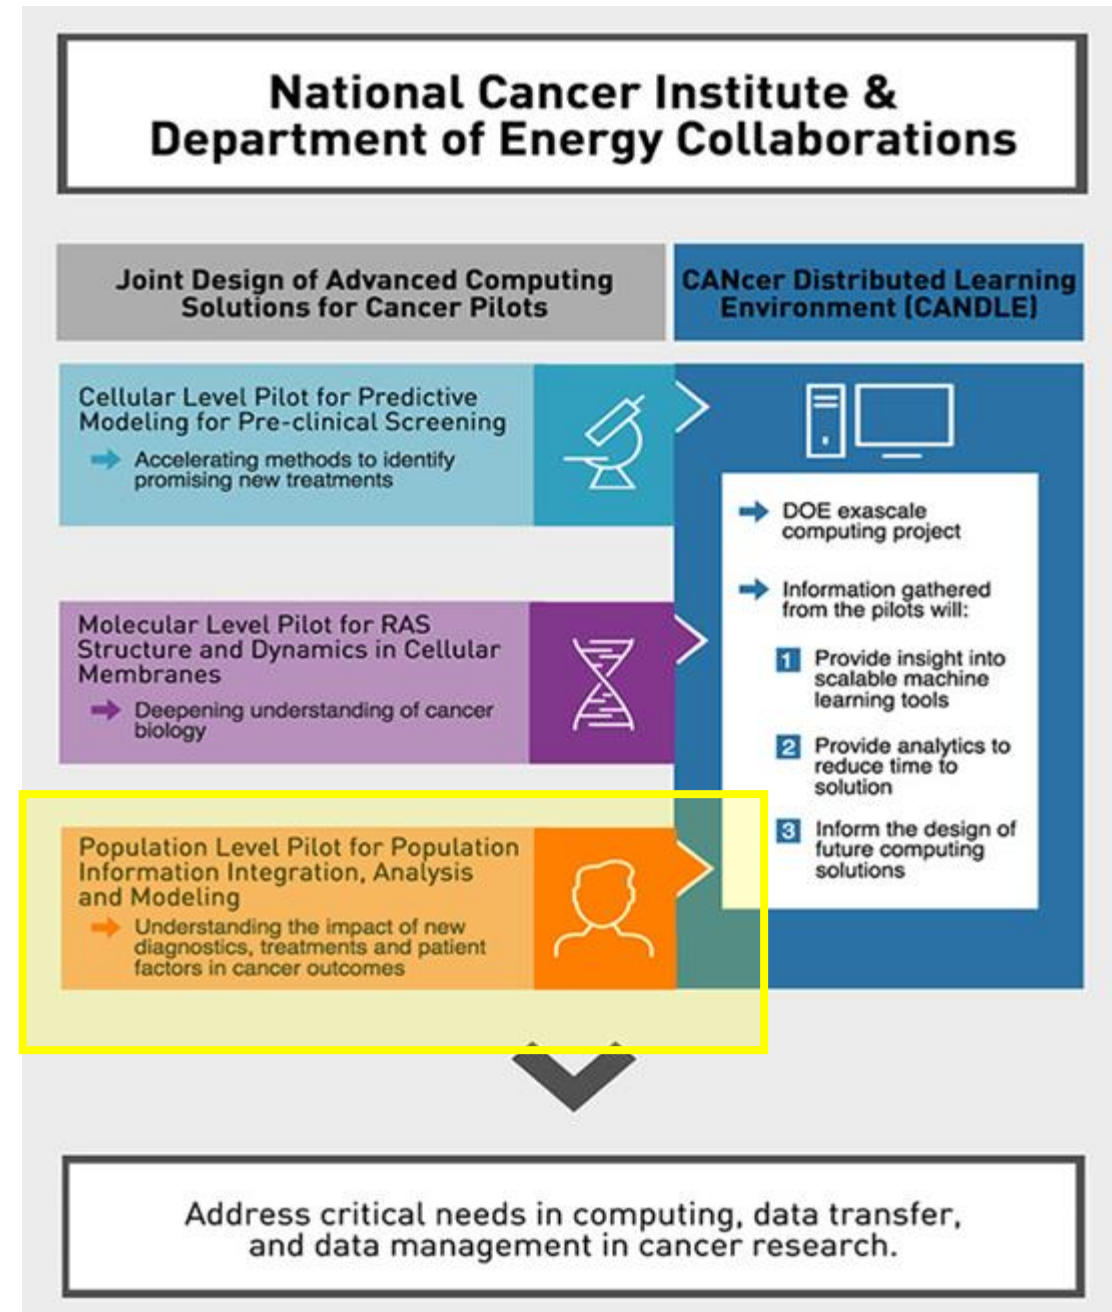 National Cancer Institute &
Department of Energy Collaborations
Joint Design of Advanced Computing
Solutions for Cancer Pilots
CANcer Distributed Learning
Environment (CANDLE)
Cellular Level Pilot for Predictive
Modeling for Pre-clinical Screening
Accelerating methods to identify
promising new treatments
Molecular Level Pilot for RAS
Structure and Dynamics in Cellular
Membranes
Deepening understanding of cancer
biology
Population Level Pilot for Population
Information Integration, Analysis
and Modeling
Understanding the impact of new
diagnostics, treatments and patient
factors in cancer outcomes
DOE exascale
computing project
Information gathered
from the pilots will:
1 Provide insight into
scalable machine
learning tools
2 Provide analytics to
reduce time to
solution
3 Inform the design of
future computing
solutions
Address critical needs in computing, data transfer,
and data management in cancer research.